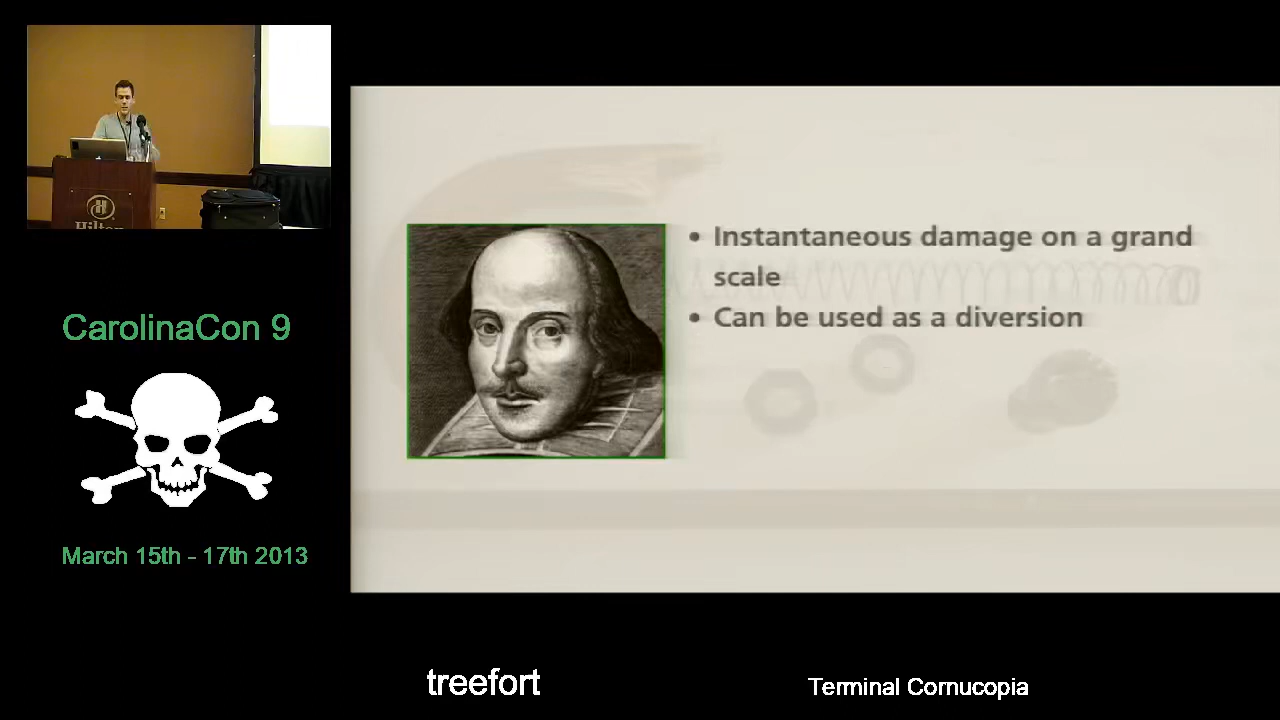 Hilton
CarolinaCon 9
March 15th - 17th 2013
• Instantaneous damage on a grand
scale
• Can be used as a diversion
treefort
Terminal Cornucopia